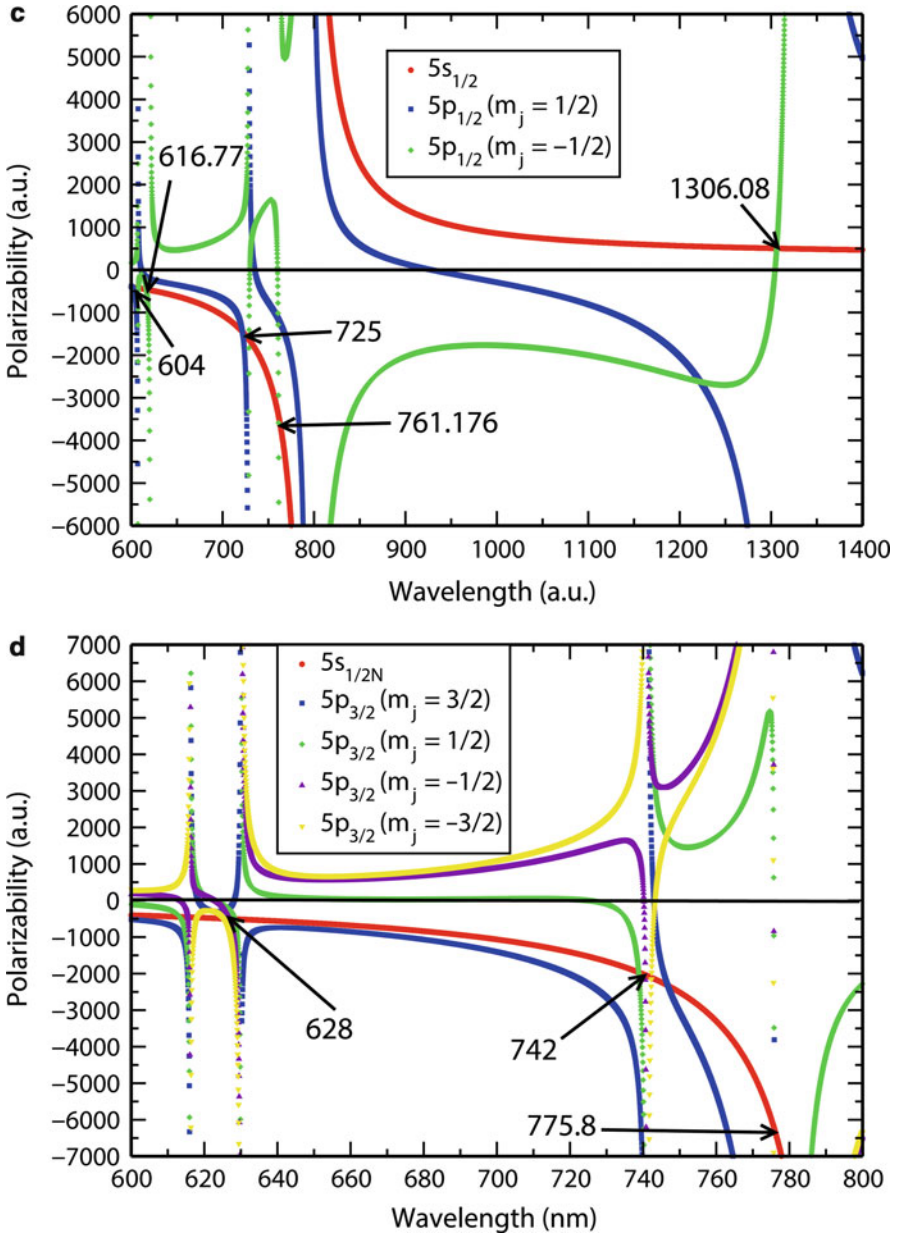 c
6000
5000
4000
3000
2000
1000
0
−1000
−2000
−3000
−4000
−5000
−6000
Polarizability (a.u.)
5s1/2
5p1/2 (mj = 1/2)
5p1/2 (mj = −1/2)
616.77
1306.08
604
725
761.176
600 700 800 900 1000 1100 1200 1300 1400
Wavelength (a.u.)
d
7000
6000
5000
4000
3000
2000
1000
0
−1000
−2000
−3000
−4000
−5000
−6000
−7000
Polarizability (a.u.)
5s1/2N
5p3/2 (mj = 3/2)
5p3/2 (mj = 1/2)
5p3/2 (mj = −1/2)
5p3/2 (mj = −3/2)
628
742
775.8
600 620 640 660 680 700 720 740 760 780 800
Wavelength (nm)